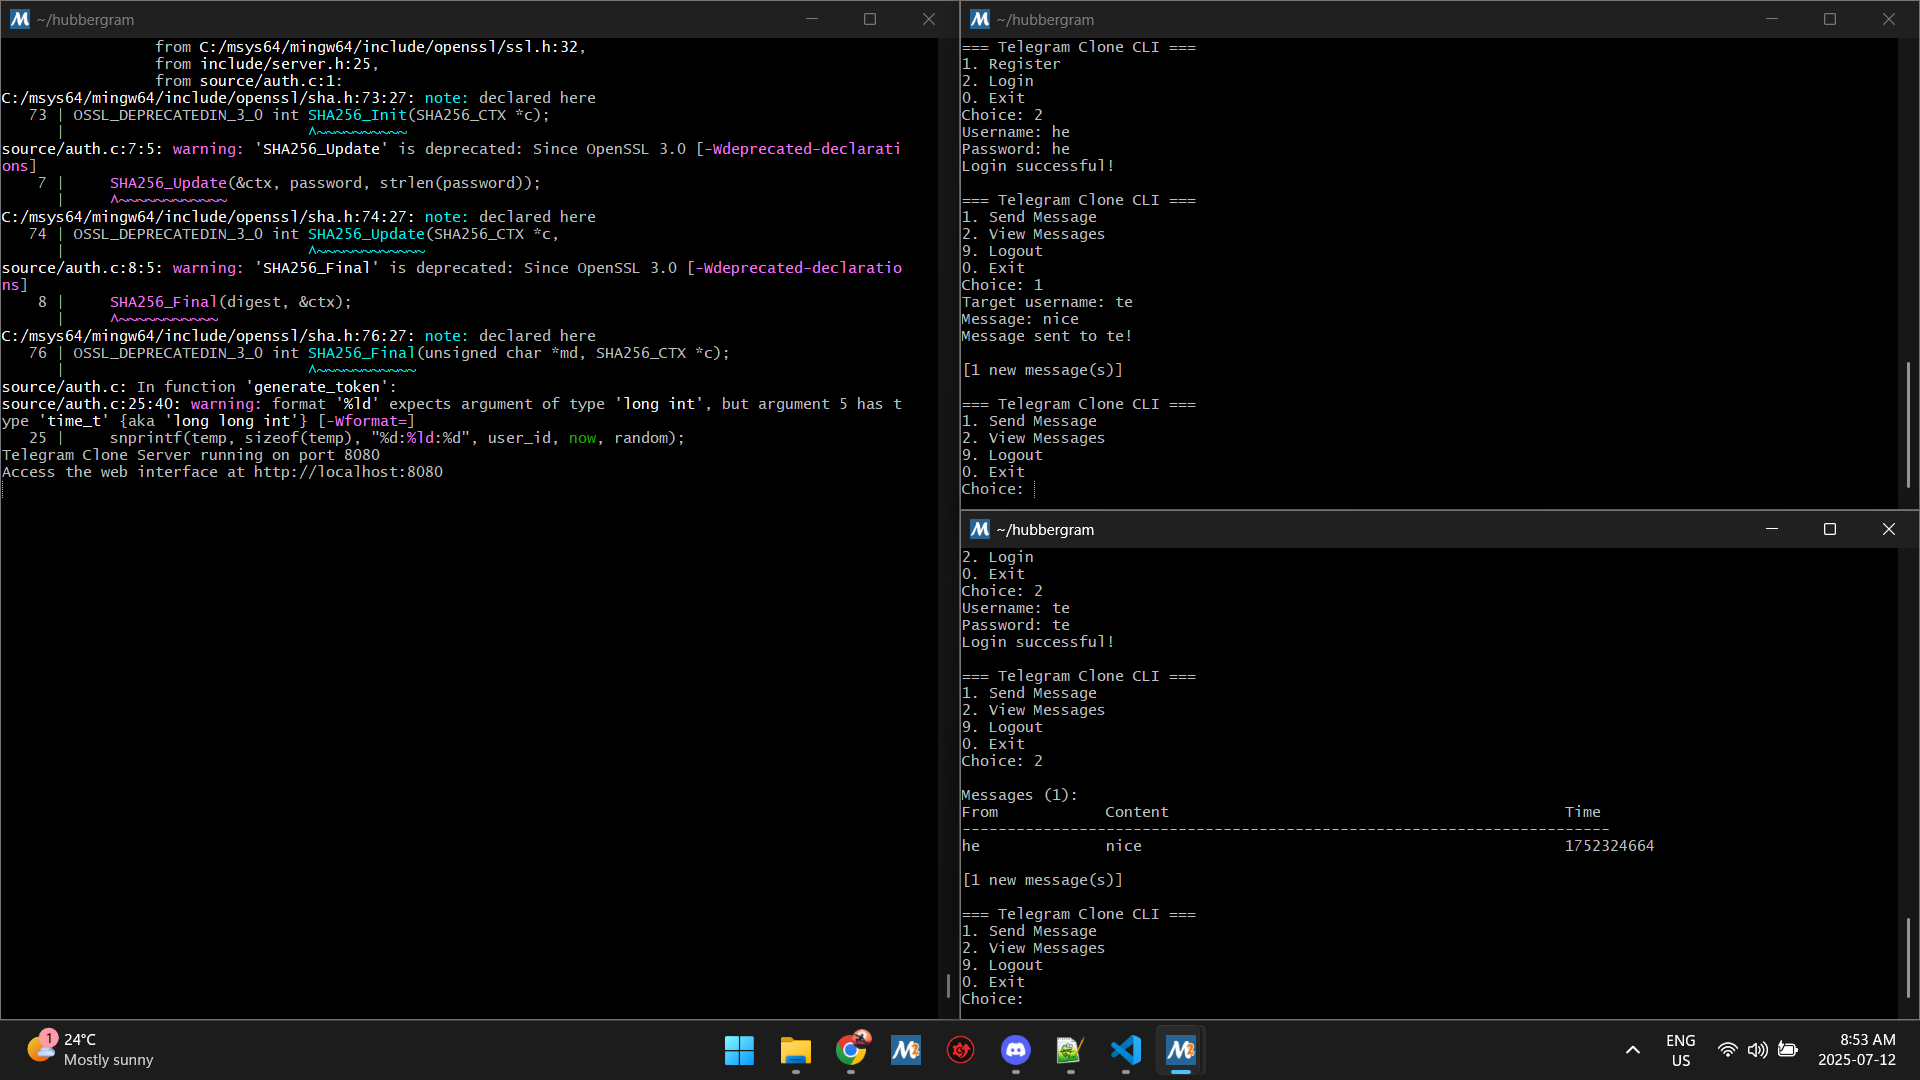 ~/hubbergram
from C:/msys64/mingw64/include/openssl/ssl.h:32,
from include/server.h:25,
from source/auth.c:1:
C:/msys64/mingw64/include/openssl/sha.h:73:27: note: declared here
73 | OSSL_DEPRECATEDIN_3_0 int SHA256_Init(SHA256_CTX *c);
| ^~~~~~~~~~~
source/auth.c:7:5: warning: 'SHA256_Update' is deprecated: Since OpenSSL 3.0 [-Wdeprecated-declarati
ons]
7 | SHA256_Update(&ctx, password, strlen(password));
| ^~~~~~~~~~~~~
C:/msys64/mingw64/include/openssl/sha.h:74:27: note: declared here
74 | OSSL_DEPRECATEDIN_3_0 int SHA256_Update(SHA256_CTX *c,
| ^~~~~~~~~~~~~
source/auth.c:8:5: warning: 'SHA256_Final' is deprecated: Since OpenSSL 3.0 [-Wdeprecated-declaratio
ns]
8 | SHA256_Final(digest, &ctx);
| ^~~~~~~~~~~~
C:/msys64/mingw64/include/openssl/sha.h:76:27: note: declared here
76 | OSSL_DEPRECATEDIN_3_0 int SHA256_Final(unsigned char *md, SHA256_CTX *c);
| ^~~~~~~~~~~~
source/auth.c: In function 'generate_token':
source/auth.c:25:40: warning: format '%ld' expects argument of type 'long int', but argument 5 has t
ype 'time_t' {aka 'long long int'} [-Wformat=]
25 | snprintf(temp, sizeof(temp), "%d:%ld:%d", user_id, now, random);
Telegram Clone Server running on port 8080
Access the web interface at http://localhost:8080
~/hubbergram
=== Telegram Clone CLI ===
1. Register
2. Login
0. Exit
Choice: 2
Username: he
Password: he
Login successful!
=== Telegram Clone CLI ===
1. Send Message
2. View Messages
9. Logout
0. Exit
Choice: 1
Target username: te
Message: nice
Message sent to te!
[1 new message(s)]
=== Telegram Clone CLI ===
1. Send Message
2. View Messages
9. Logout
0. Exit
Choice:
~/hubbergram
2. Login
0. Exit
Choice: 2
Username: te
Password: te
Login successful!
=== Telegram Clone CLI ===
1. Send Message
2. View Messages
9. Logout
0. Exit
Choice: 2
Messages (1):
From Content Time
------------------------------------------------------------------------
he nice 1752324664
[1 new message(s)]
=== Telegram Clone CLI ===
1. Send Message
2. View Messages
9. Logout
0. Exit
Choice:
1
24°C
Mostly sunny
ENG
US
8:53 AM
2025-07-12